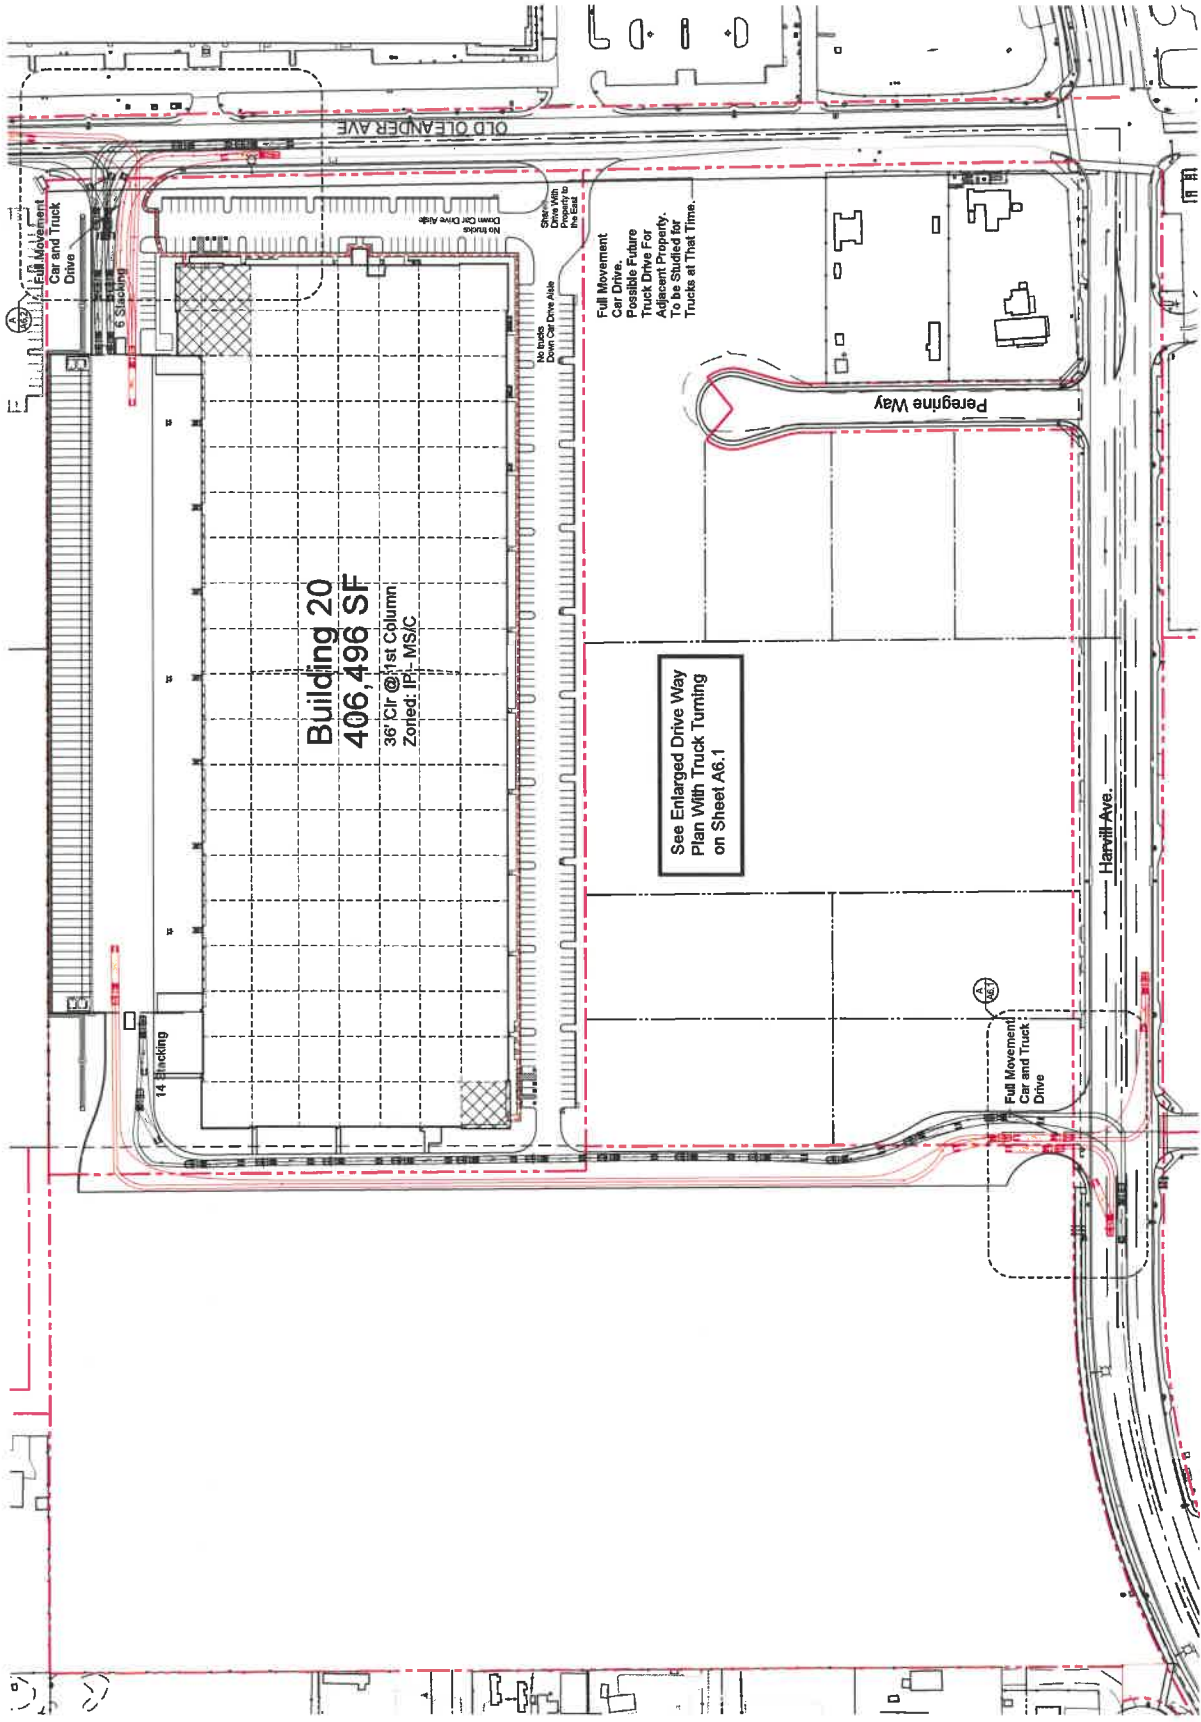 OLD OLEANDER AVE
Full Movement
Car and Truck
Drive
A
A6.2
6 Stacking
No trucks
Down Car Drive Aisle
Drive With
Property to
the East
No trucks
Down Car Drive Aisle
Full Movement
Car Drive.
Possible Future
Truck Drive For
Adjacent Property.
To be Studied for
Trucks at That Time.
Peregrine Way
Building 20
406,496 SF
36' Clr @ 1st Column
Zoned: IP - MS/C
See Enlarged Drive Way
Plan With Truck Turning
on Sheet A6.1
Harvill Ave.
14 Stacking
A
A6.1
Full Movement
Car and Truck
Drive